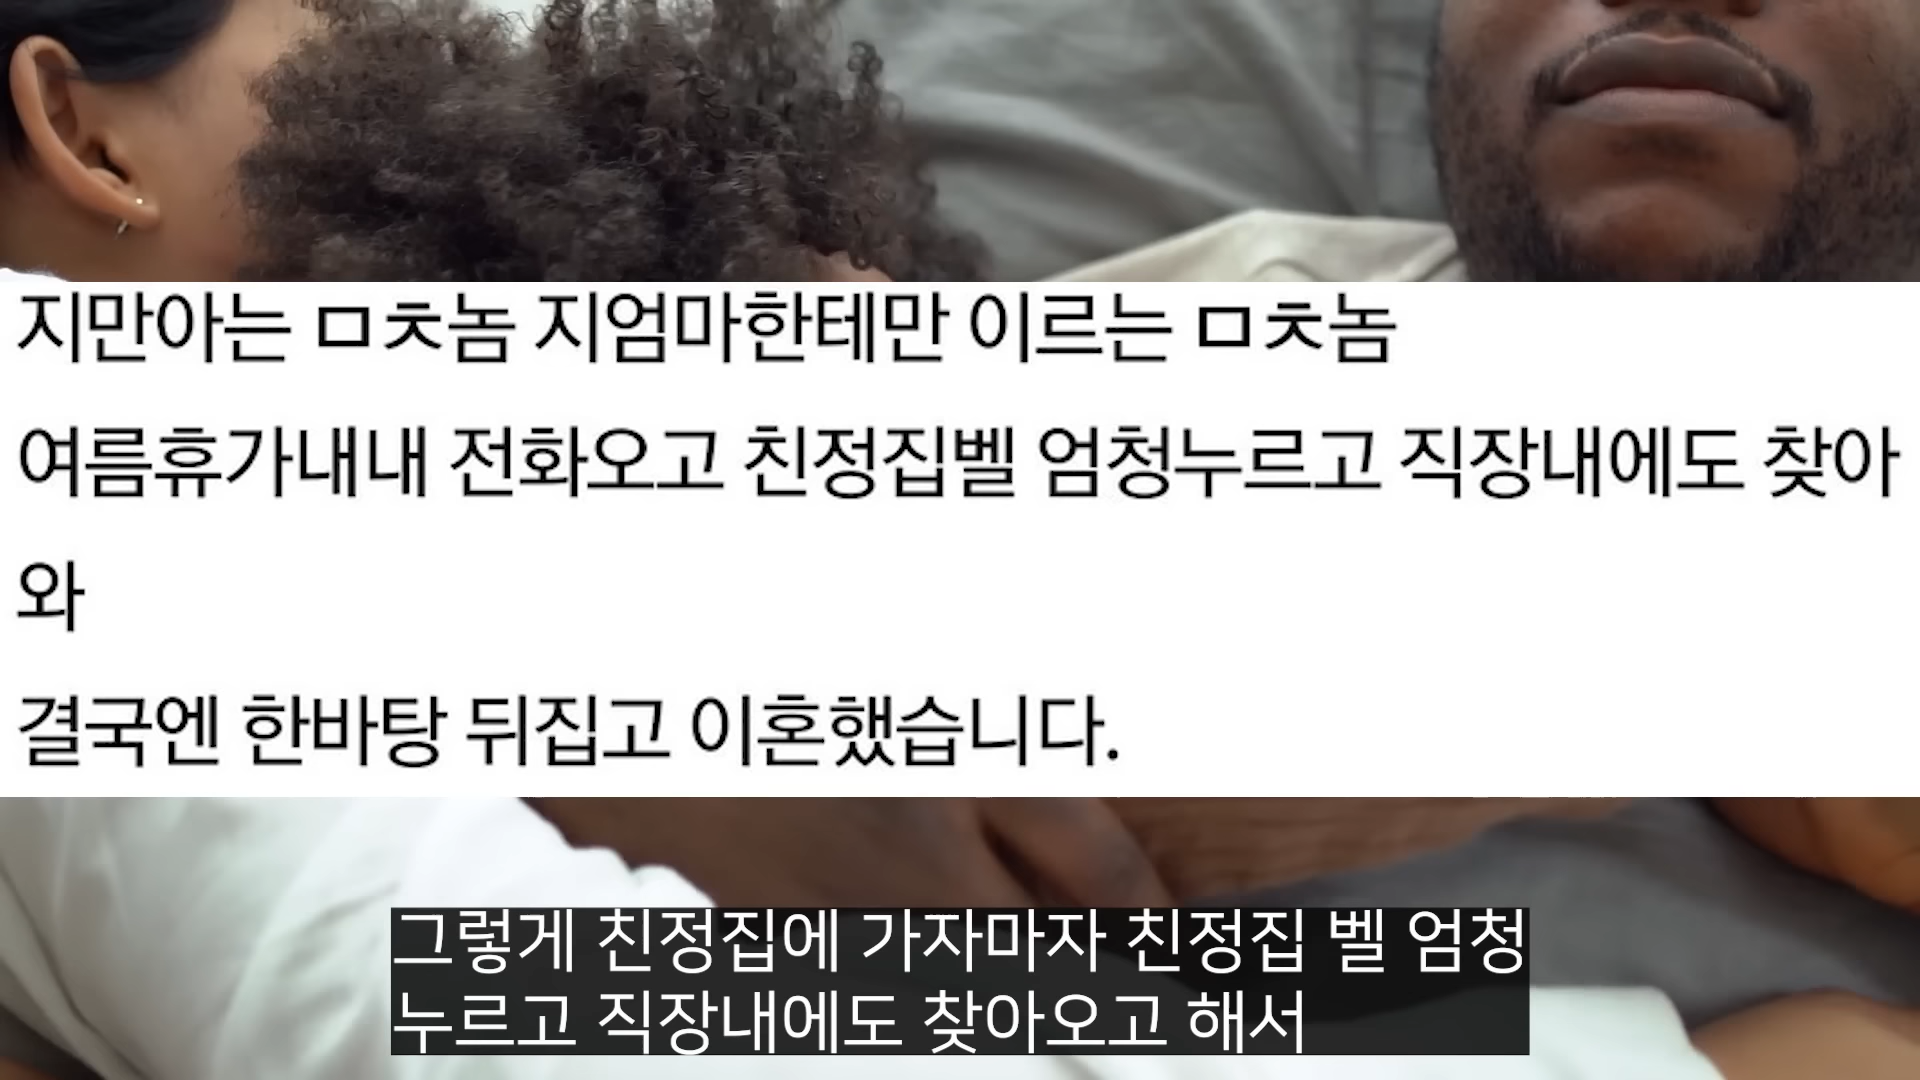 지만아는 ㅁㅊ놈 지엄마한테만 이르는 ㅁㅊ놈
여름휴가내내 전화오고 친정집벨 엄청누르고 직장내에도 찾아
와
결국엔 한바탕 뒤집고 이혼했습니다.
그렇게 친정집에 가자마자 친정집 벨 엄청
누르고 직장내에도 찾아오고 해서